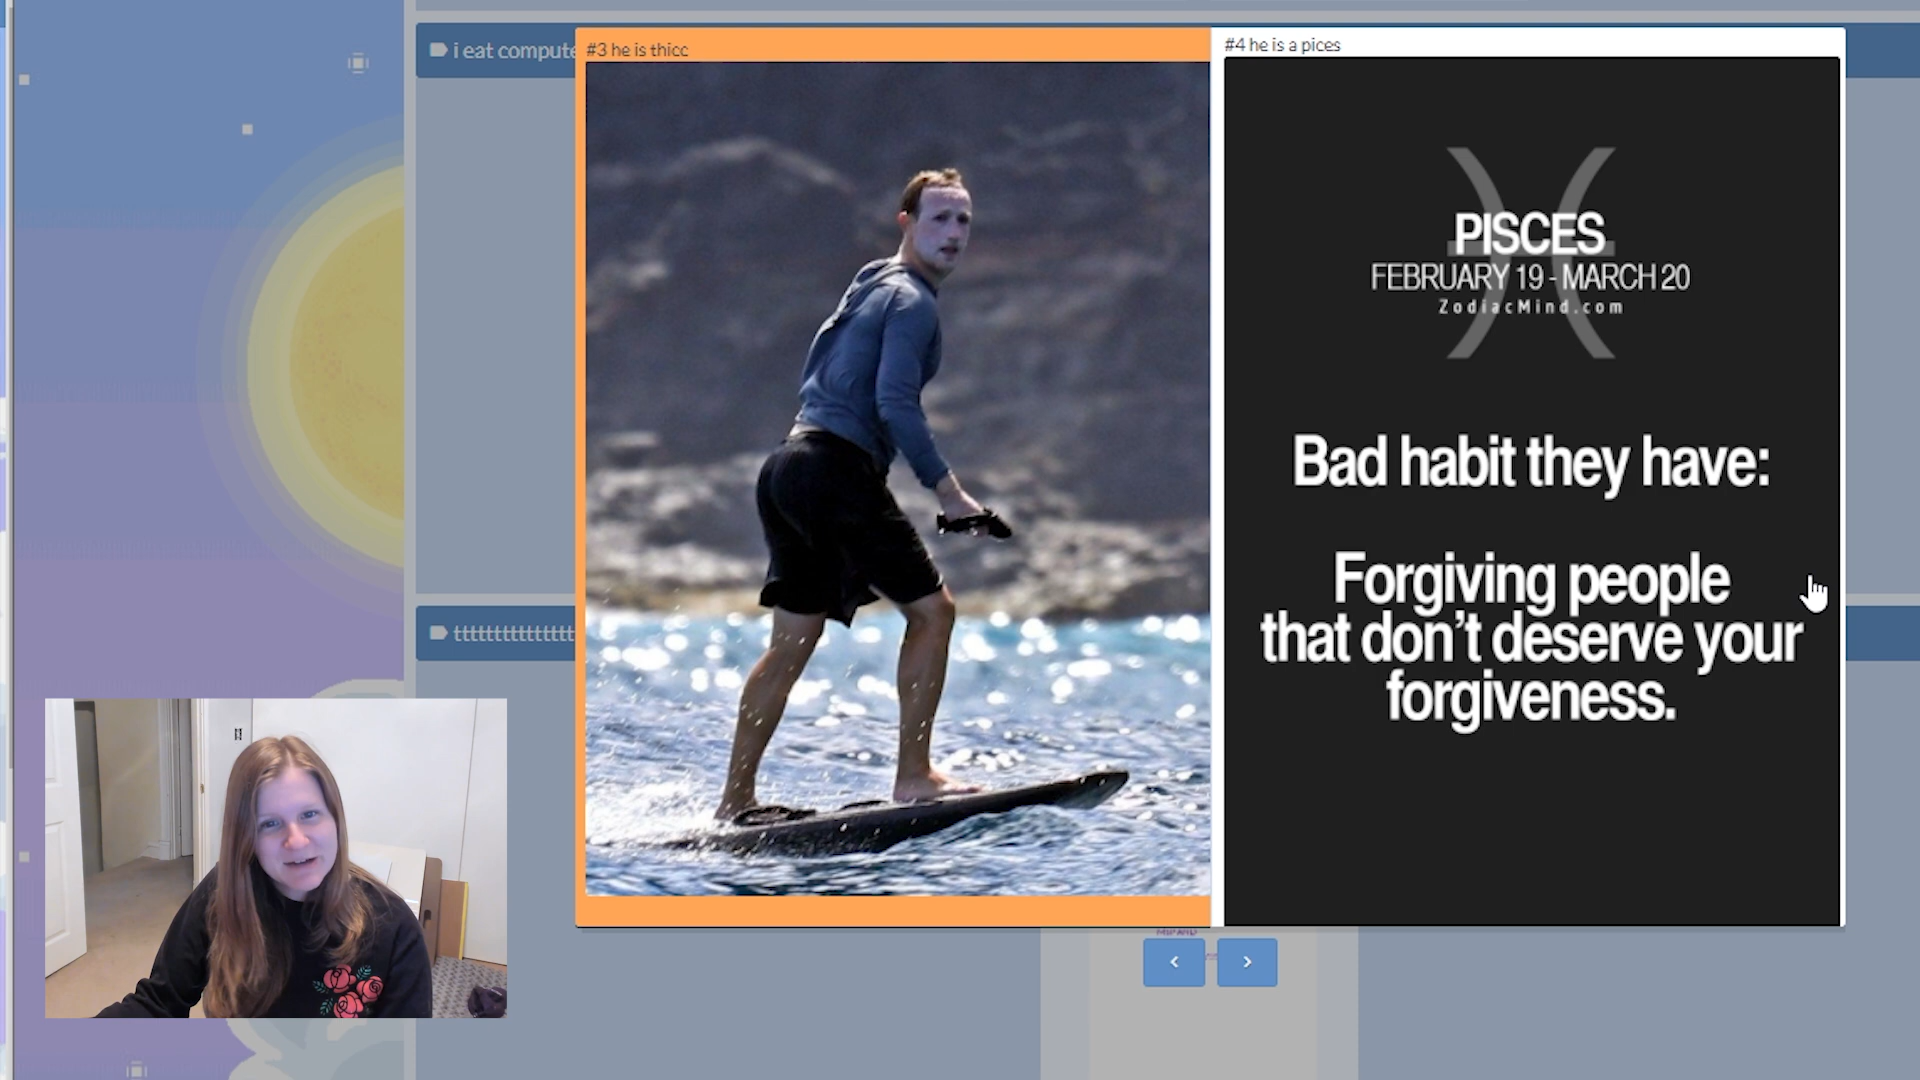 i eat compute
#3 he is thicc
#4 he is a pices
PISCES
FEBRUARY 19 - MARCH 20
ZodiacMind.com
Bad habit they have:
Forgiving people
that don't deserve your
forgiveness.
ttttttttttttttt